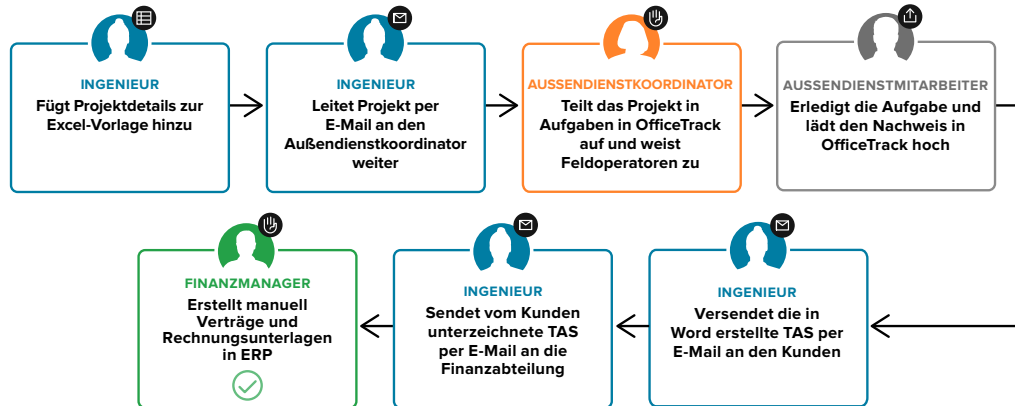 INGENIEUR
Fügt Projektdetails zur
Excel-Vorlage hinzu
INGENIEUR
Leitet Projekt per
E-Mail an den
Außendienstkoordinator
weiter
AUSSENDIENSTKOORDINATOR
Teilt das Projekt in
Aufgaben in OfficeTrack
auf und weist
Feldoperatoren zu
AUSSENDIENSTMITARBEITER
Erledigt die Aufgabe und
lädt den Nachweis in
OfficeTrack hoch
INGENIEUR
Versendet die in
Word erstellte TAS per
E-Mail an den Kunden
INGENIEUR
Sendet vom Kunden
unterzeichnete TAS
per E-Mail an die
Finanzabteilung
FINANZMANAGER
Erstellt manuell
Verträge und
Rechnungsunterlagen
in ERP